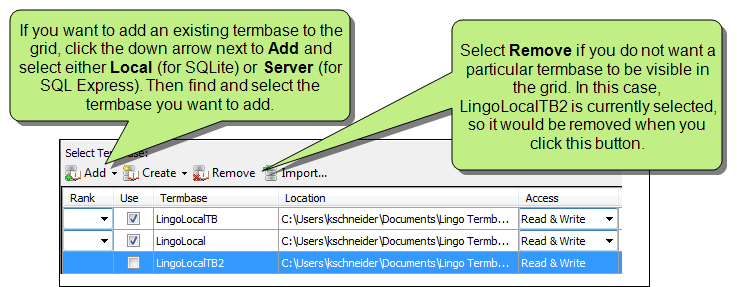 If you want to add an existing termbase to the
grid, click the down arrow next to Add and
select either Local (for SQLite) or Server (for
SQL Express). Then find and select the
termbase you want to add.
Select Remove if you do not want a
particular termbase to be visible in
the grid. In this case,
LingoLocalTB2 is currently selected,
so it would be removed when you
click this button.
Select Termbase:
Add Create Remove Import...
Rank Use Termbase Location Access
LingoLocalTB C:\Users\kschneider\Documents\Lingo Termb... Read & Write
LingoLocal C:\Users\kschneider\Documents\Lingo Termb... Read & Write
LingoLocalTB2 C:\Users\kschneider\Documents\Lingo Termb... Read & Write